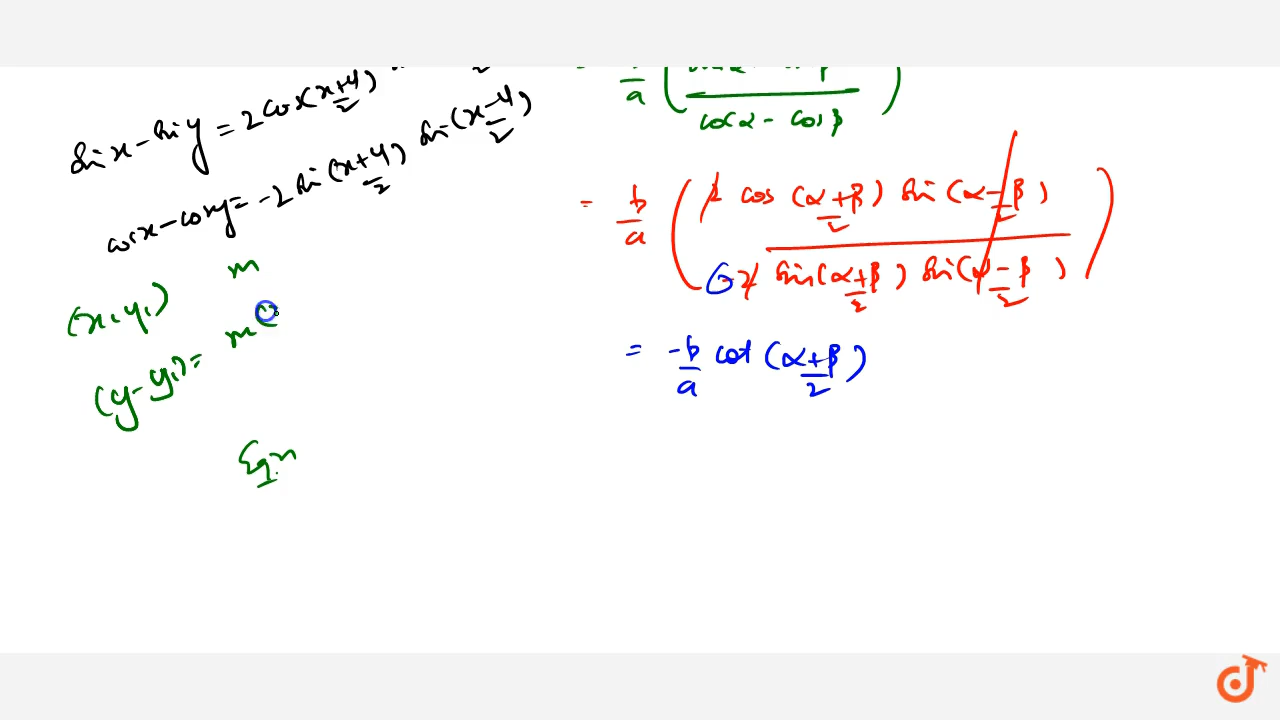 sin x - sin y = 2 cos (x+y)/2
cos x - cos y = -2 sin (x+y)/2 sin (x-y)/2
(x₁ y₁) m
(y - y₁) = m (
Eqn
b/a ( / cos α - cos β )
= b/a ( 2 cos (α+β)/2 sin (α-β)/2 / -2 sin (α+β)/2 sin (α-β)/2 )
= -b/a cot (α+β)/2